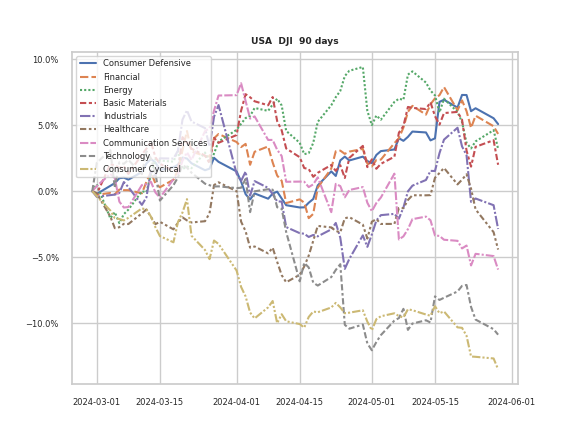 USA DJI 90 days
10.0%
5.0%
0.0%
−5.0%
−10.0%
Consumer Defensive
Financial
Energy
Basic Materials
Industrials
Healthcare
Communication Services
Technology
Consumer Cyclical
2024-03-01 2024-03-15 2024-04-01 2024-04-15 2024-05-01 2024-05-15 2024-06-01